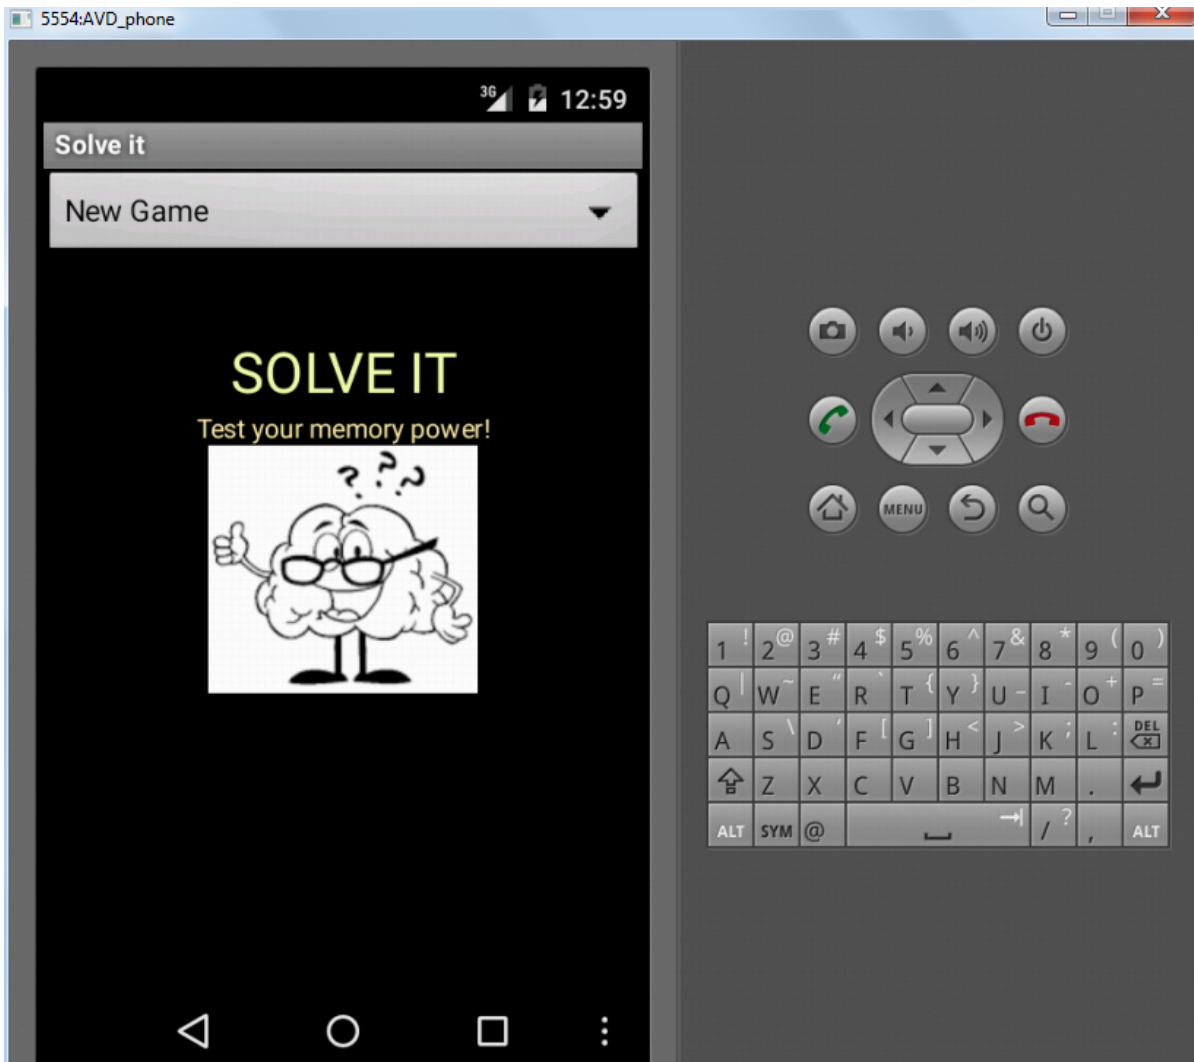 5554:AVD_phone
3G 12:59
Solve it
New Game
SOLVE IT
Test your memory power!
? ? ?
MENU
1 ! 2 @ 3 # 4 $ 5 % 6 ^ 7 & 8 * 9 ( 0 )
Q | W ~ E " R ` T { Y } U _ I - O + P =
A S \ D ' F [ G ] H < J > K ; L : DEL
Z X C V B N M .
ALT SYM @ / ? , ALT